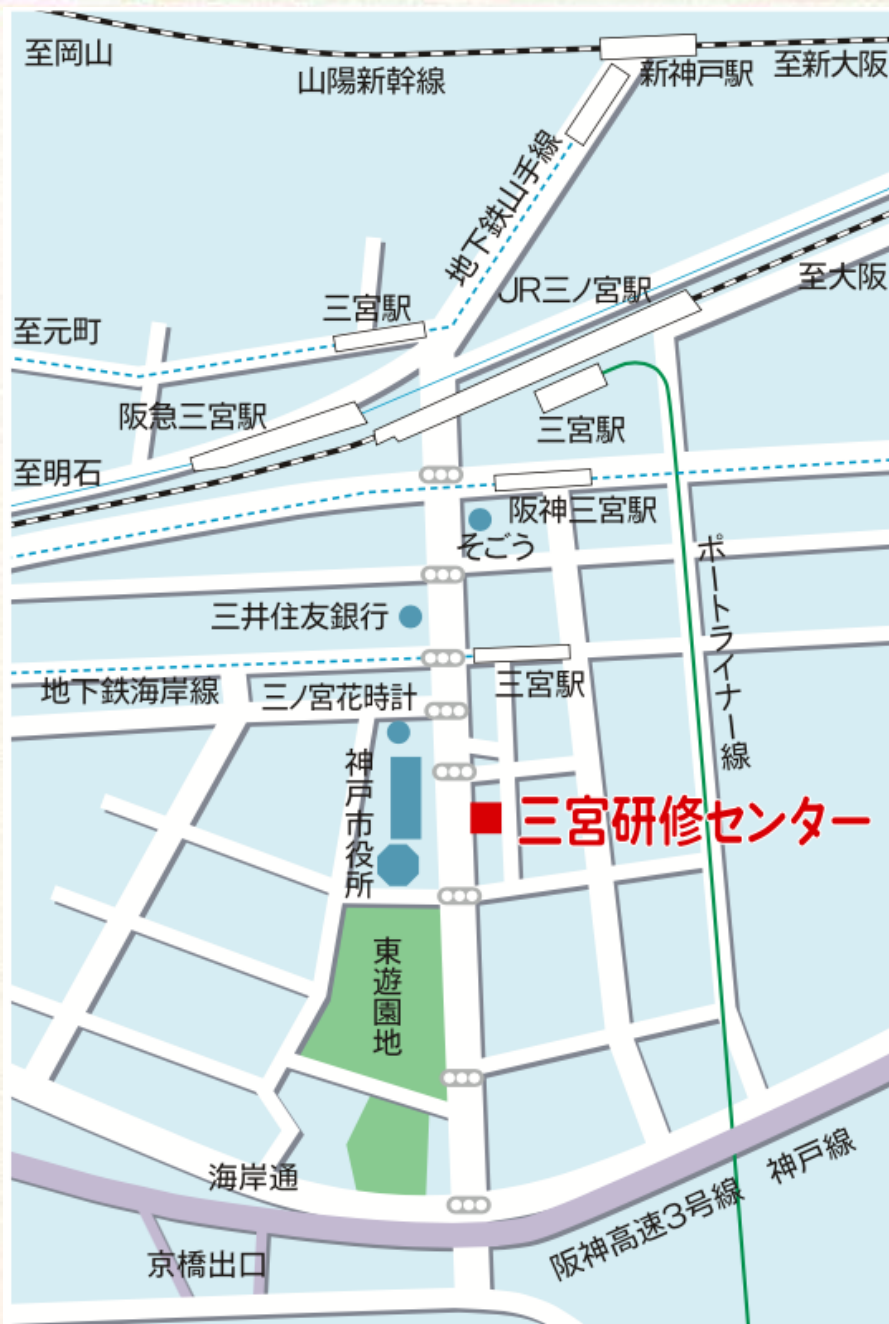 至岡山
山陽新幹線
新神戸駅
至新大阪
地下鉄山手線
JR三ノ宮駅
至大阪
三宮駅
至元町
阪急三宮駅
三宮駅
至明石
阪神三宮駅
そごう
ポートライナー線
三井住友銀行
地下鉄海岸線
三ノ宮花時計
三宮駅
神戸市役所
三宮研修センター
東遊園地
海岸通
阪神高速3号線 神戸線
京橋出口